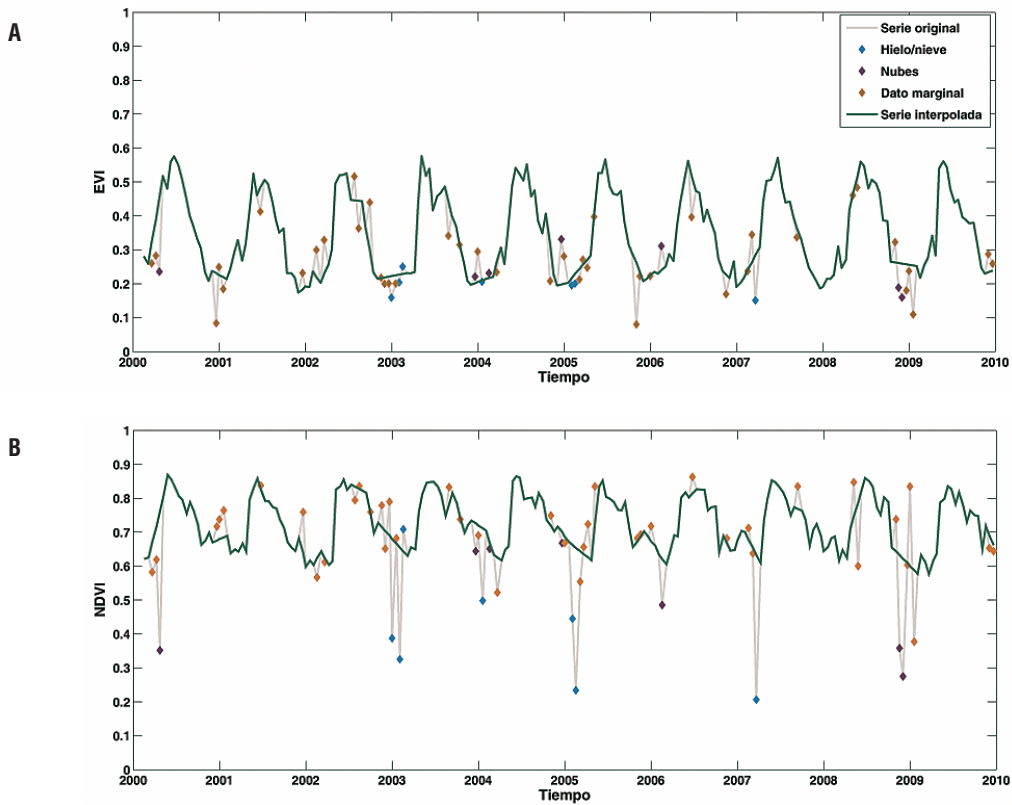 A
1
0.9
0.8
0.7
0.6
0.5
0.4
0.3
0.2
0.1
0
EVI
Serie original
Hielo/nieve
Nubes
Dato marginal
Serie interpolada
2000 2001 2002 2003 2004 2005 2006 2007 2008 2009 2010
Tiempo
B
1
0.9
0.8
0.7
0.6
0.5
0.4
0.3
0.2
0.1
0
NDVI
2000 2001 2002 2003 2004 2005 2006 2007 2008 2009 2010
Tiempo